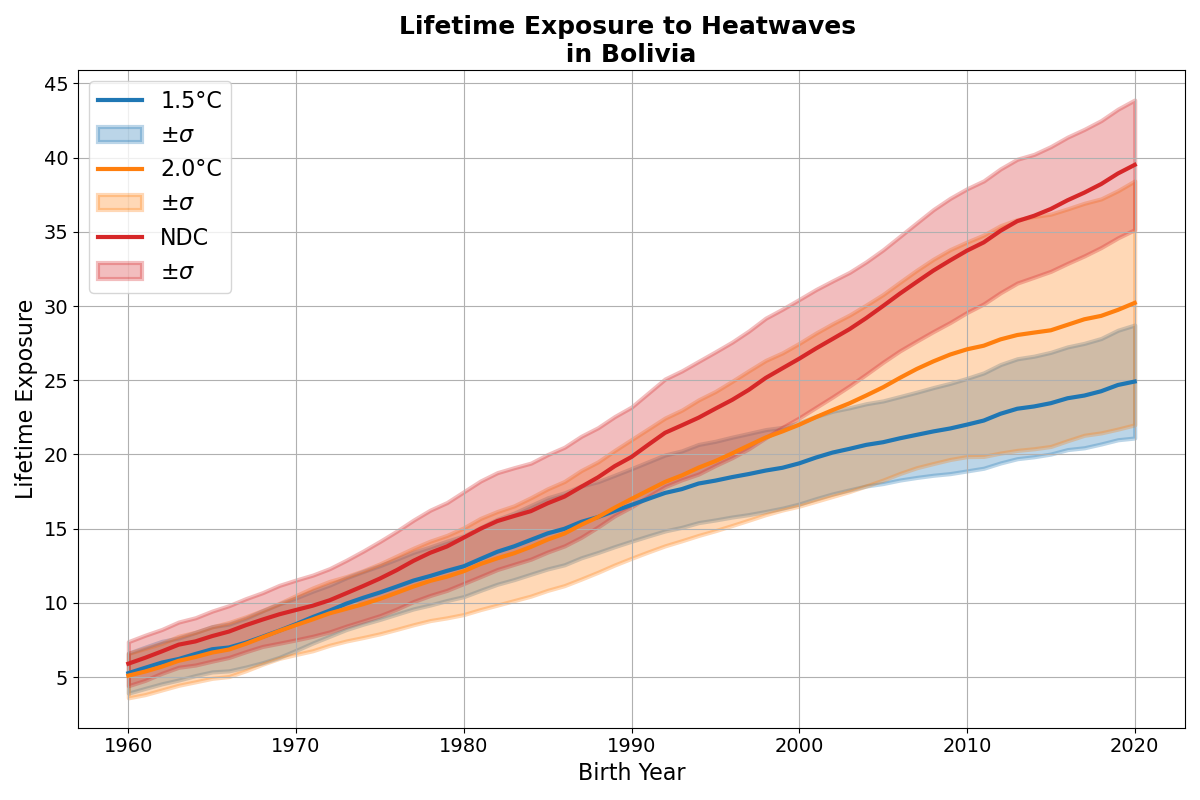 Lifetime Exposure to Heatwaves
in Bolivia
1.5°C
±σ
2.0°C
±σ
NDC
±σ
Lifetime Exposure
45
40
35
30
25
20
15
10
5
1960 1970 1980 1990 2000 2010 2020
Birth Year